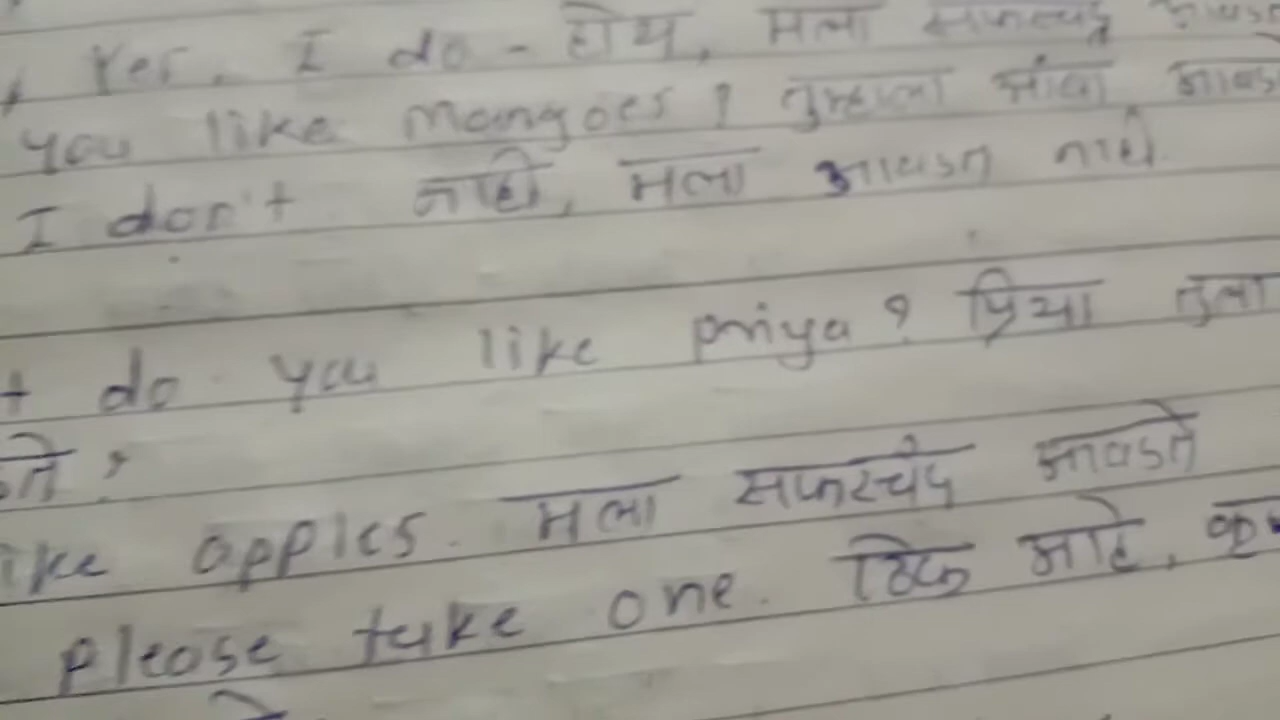 Yes, I do - होय, मला सफरचंद
you like mangoes? तुम्हाला आंबा
I don't नाही, मला आवडत नाही
do you like priya? प्रिया तुला
apples. मला सफरचंद आवडते
please take one. ठिक आहे,